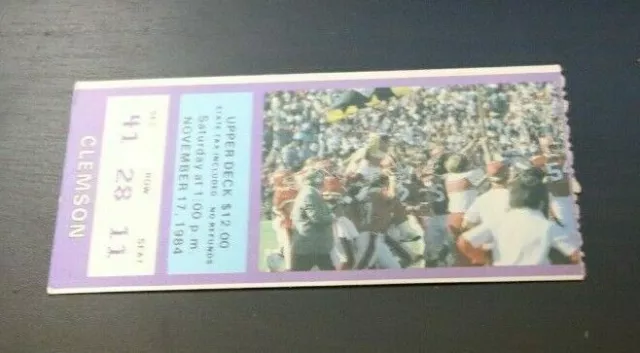 CLEMSON
SEC
41
ROW
28
SEAT
11
UPPER DECK $12.00
STATE TAX INCLUDED NO REFUNDS
Saturday at 1:00 p.m.
NOVEMBER 17, 1984